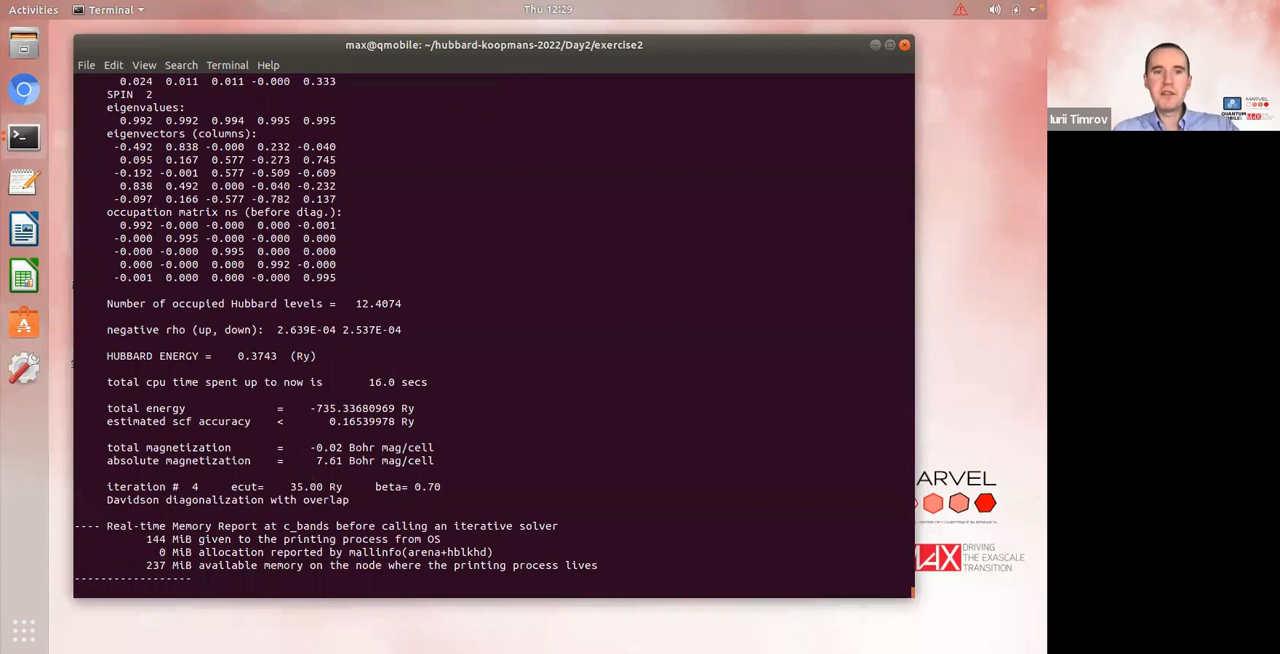 Activities
Terminal
Thu 12:29
max@qmobile: ~/hubbard-koopmans-2022/Day2/exercise2
File Edit View Search Terminal Help
0.024 0.011 0.011 -0.000 0.333
SPIN 2
eigenvalues:
0.992 0.992 0.994 0.995 0.995
eigenvectors (columns):
-0.492 0.838 -0.000 0.232 -0.040
0.095 0.167 0.577 -0.273 0.745
-0.192 -0.001 0.577 -0.509 -0.609
0.838 0.492 0.000 -0.040 -0.232
-0.097 0.166 -0.577 -0.782 0.137
occupation matrix ns (before diag.):
0.992 -0.000 -0.000 0.000 -0.001
-0.000 0.995 -0.000 -0.000 0.000
-0.000 -0.000 0.995 0.000 0.000
0.000 -0.000 0.000 0.992 -0.000
-0.001 0.000 0.000 -0.000 0.995
Number of occupied Hubbard levels = 12.4074
negative rho (up, down): 2.639E-04 2.537E-04
HUBBARD ENERGY = 0.3743 (Ry)
total cpu time spent up to now is 16.0 secs
total energy = -735.33680969 Ry
estimated scf accuracy < 0.16539978 Ry
total magnetization = -0.02 Bohr mag/cell
absolute magnetization = 7.61 Bohr mag/cell
iteration # 4 ecut= 35.00 Ry beta= 0.70
Davidson diagonalization with overlap
---- Real-time Memory Report at c_bands before calling an iterative solver
144 MiB given to the printing process from OS
0 MiB allocation reported by mallinfo(arena+hblkhd)
237 MiB available memory on the node where the printing process lives
------------------
ARVEL
MAX DRIVING
THE EXASCALE
TRANSITION
Iurii Timrov
QUANTUM
MOBILE
MARVEL
MAX